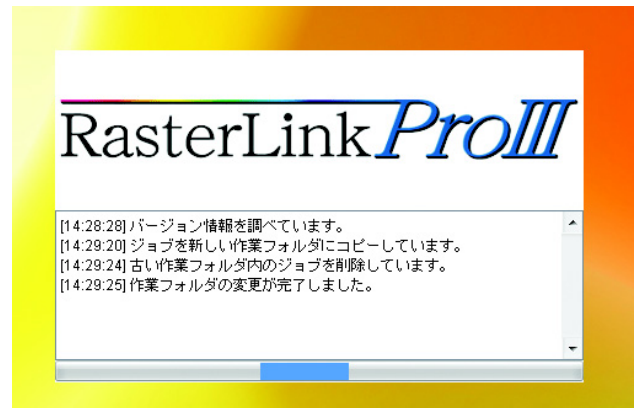 RasterLinkProIII
[14:28:28] バージョン情報を調べています。
[14:29:20] ジョブを新しい作業フォルダにコピーしています。
[14:29:24] 古い作業フォルダ内のジョブを削除しています。
[14:29:25] 作業フォルダの変更が完了しました。